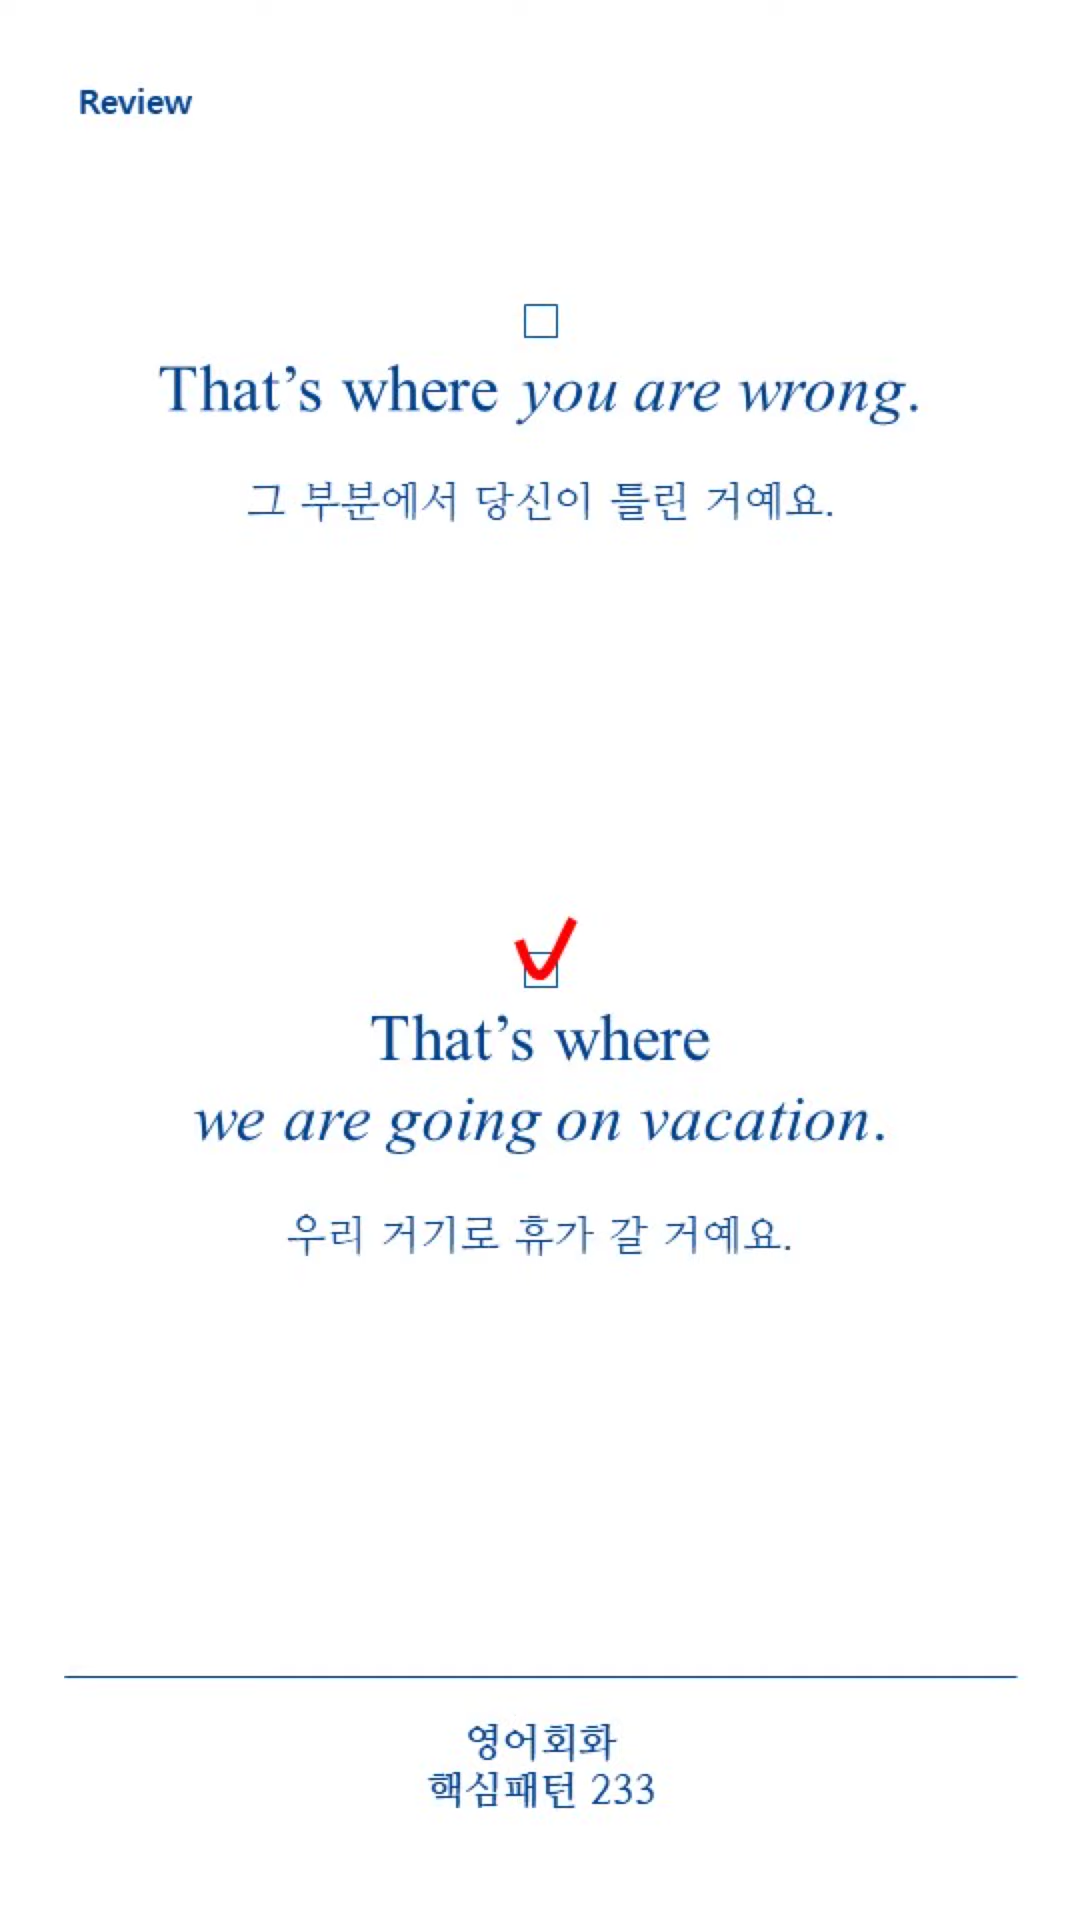 Review
That’s where you are wrong.
그 부분에서 당신이 틀린 거예요.
That’s where
we are going on vacation.
우리 거기로 휴가 갈 거예요.
영어회화
핵심패턴 233